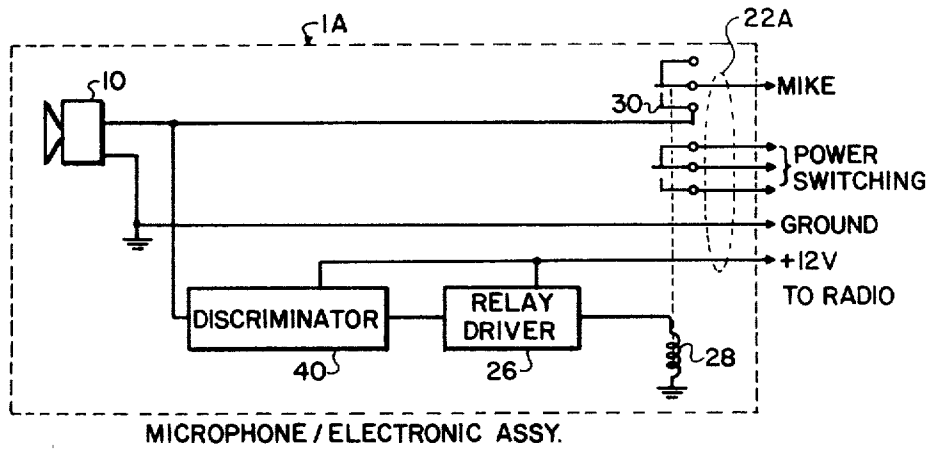 1A
22A
10
MIKE
30
POWER
SWITCHING
GROUND
+12V
TO RADIO
DISCRIMINATOR
RELAY
DRIVER
40
26
28
MICROPHONE / ELECTRONIC ASSY.